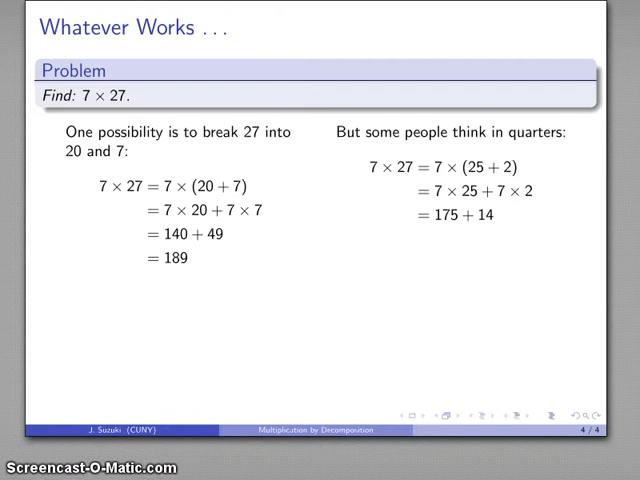 Whatever Works . . .
Problem
Find: 7 × 27.
One possibility is to break 27 into
20 and 7:
7 × 27 = 7 × (20 + 7)
= 7 × 20 + 7 × 7
= 140 + 49
= 189
But some people think in quarters:
7 × 27 = 7 × (25 + 2)
= 7 × 25 + 7 × 2
= 175 + 14
J. Suzuki (CUNY)
Multiplication by Decomposition
4 / 4
Screencast-O-Matic.com